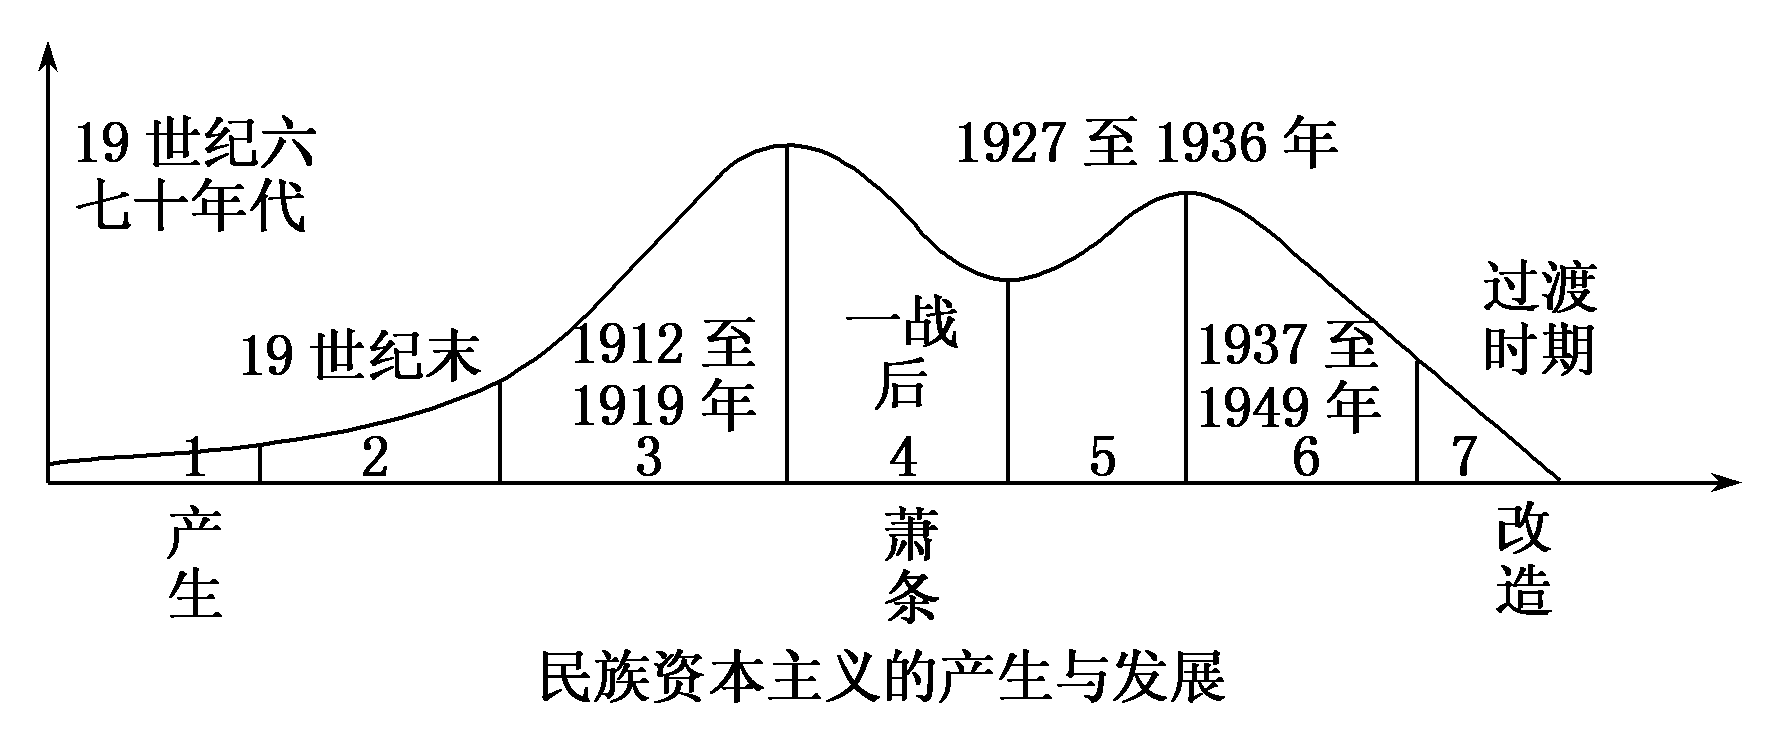 19 世纪六
七十年代
19 世纪末
1912 至
1919 年
一战
后
1927 至 1936 年
1937 至
1949 年
过渡
时期
1
2
3
4
5
6
7
产
生
萧
条
改
造
民族资本主义的产生与发展